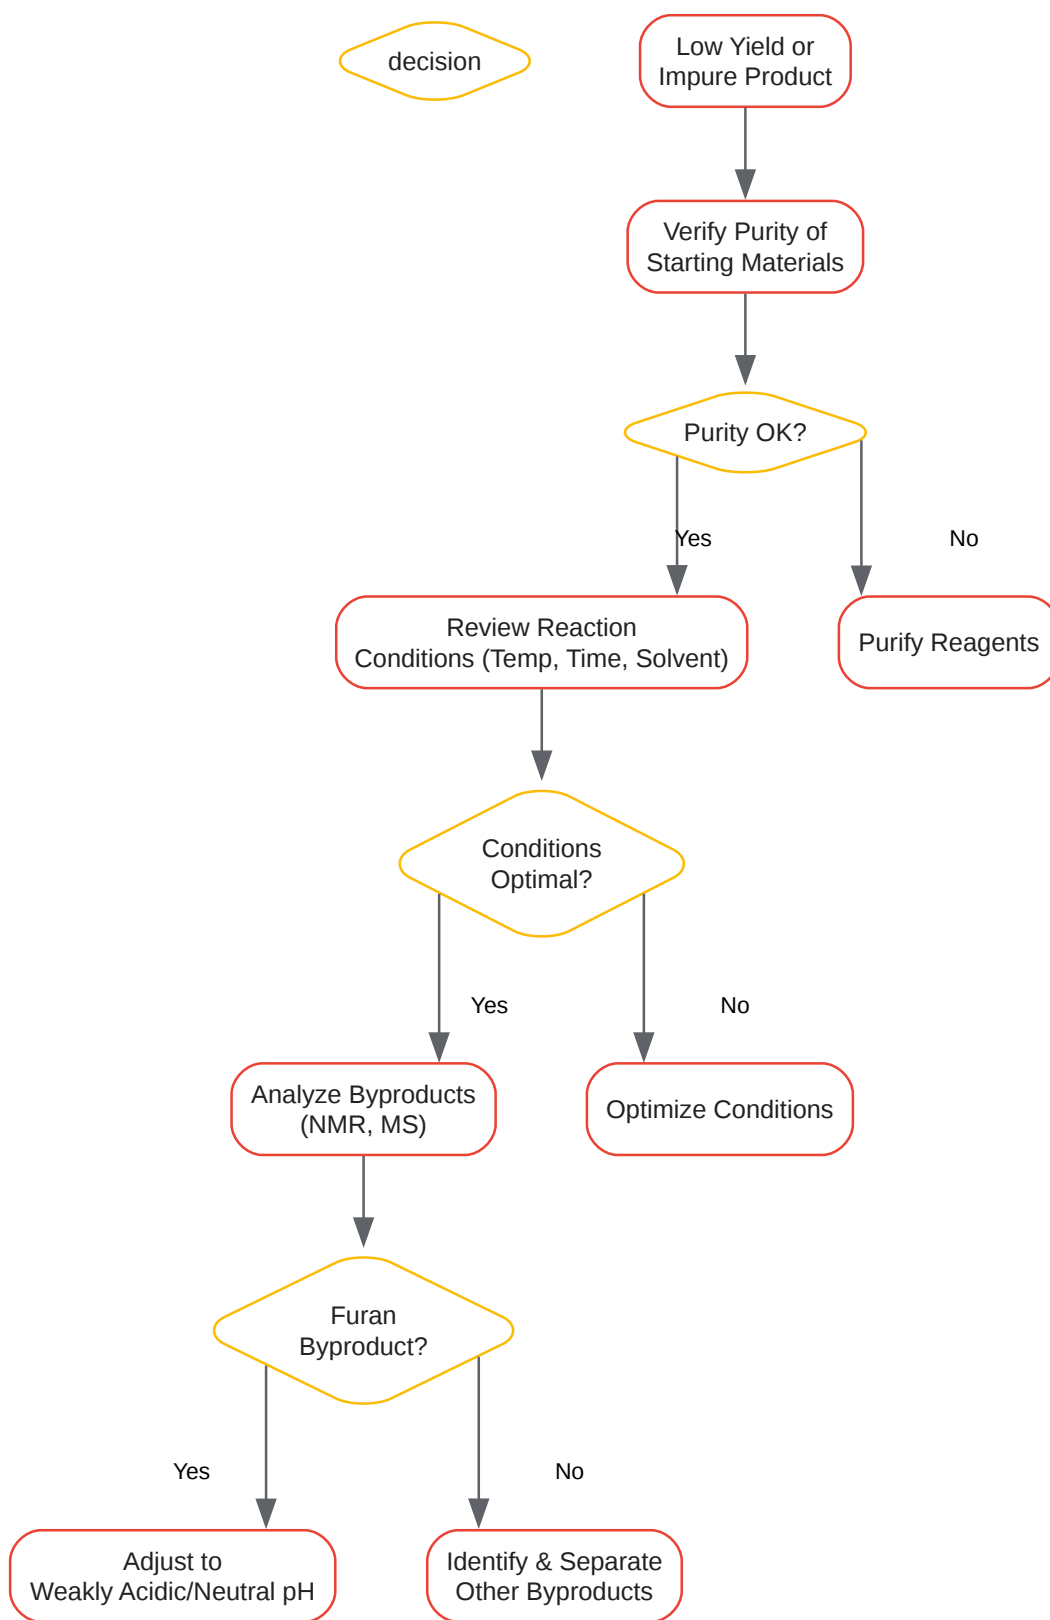 decision
Low Yield or
Impure Product
Verify Purity of
Starting Materials
Purity OK?
Yes
No
Review Reaction
Conditions (Temp, Time, Solvent)
Purify Reagents
Conditions
Optimal?
Yes
No
Analyze Byproducts
(NMR, MS)
Optimize Conditions
Furan
Byproduct?
Yes
No
Adjust to
Weakly Acidic/Neutral pH
Identify & Separate
Other Byproducts